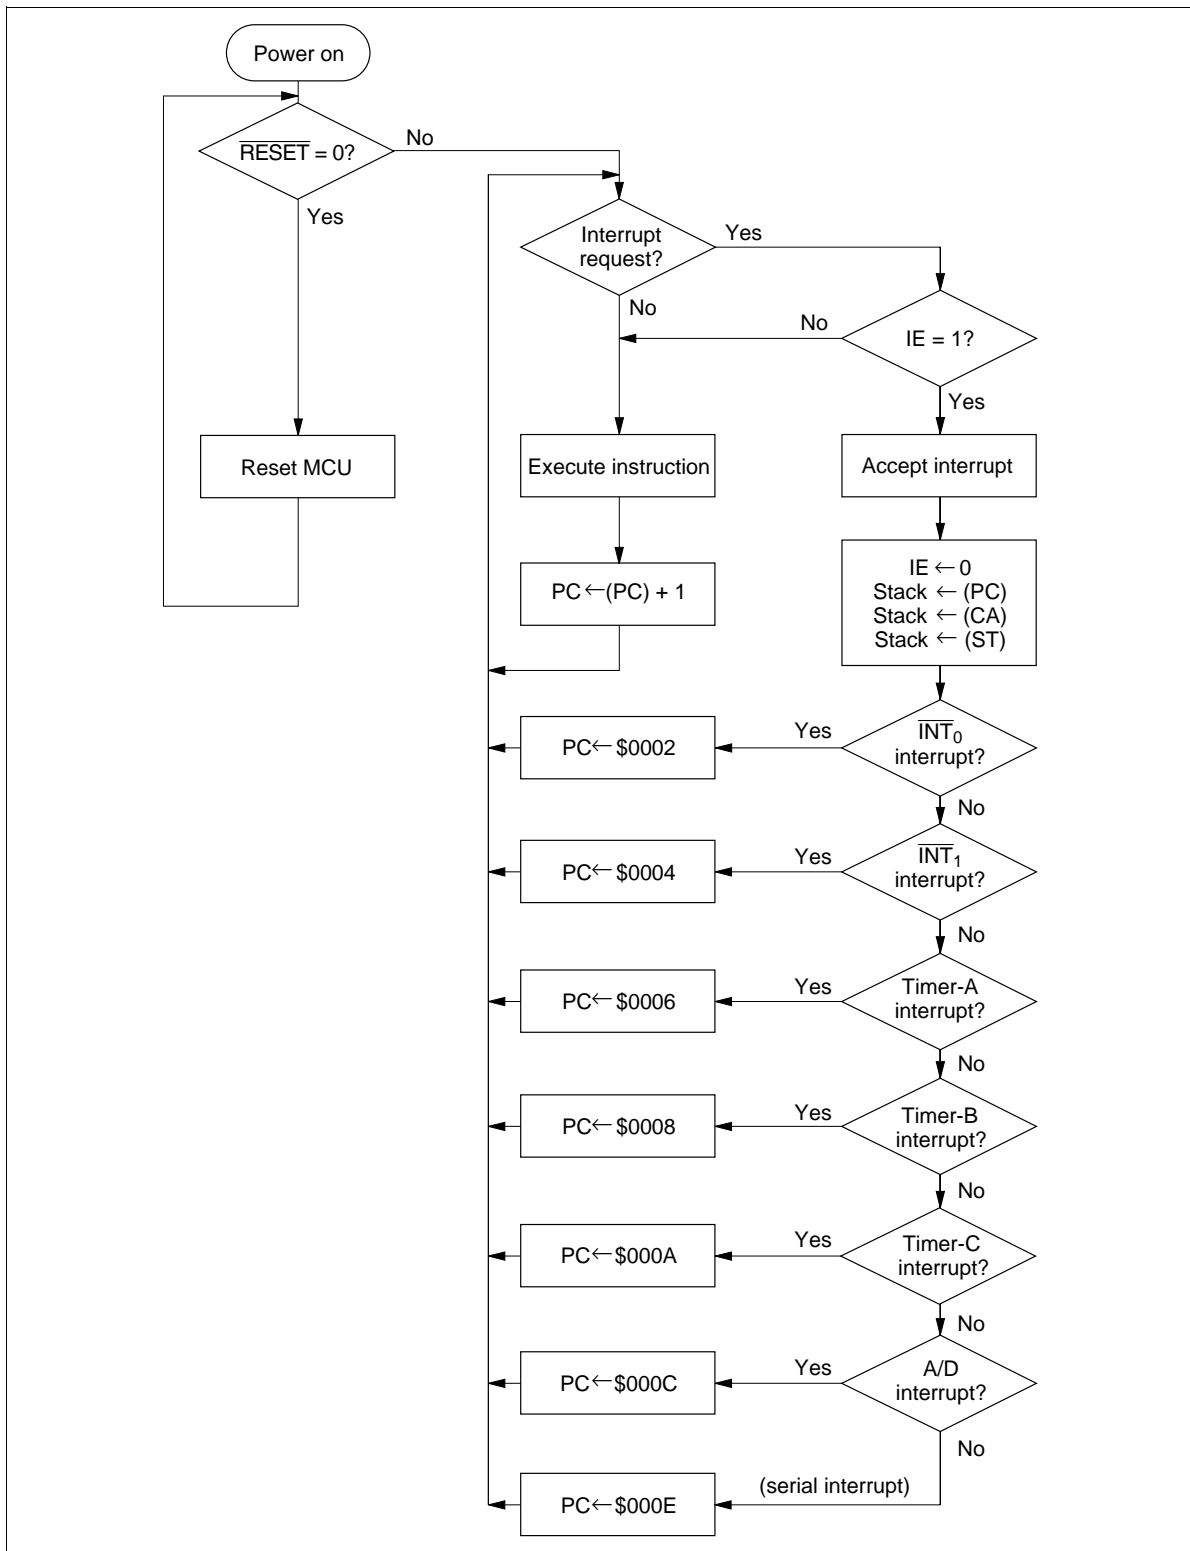 Power on
RESET = 0?
No
Yes
Interrupt
request?
Yes
No
No
IE = 1?
Yes
Reset MCU
Execute instruction
Accept interrupt
PC ← (PC) + 1
IE ← 0
Stack ← (PC)
Stack ← (CA)
Stack ← (ST)
PC ← $0002
Yes
INT0
interrupt?
No
PC ← $0004
Yes
INT1
interrupt?
No
PC ← $0006
Yes
Timer-A
interrupt?
No
PC ← $0008
Yes
Timer-B
interrupt?
No
PC ← $000A
Yes
Timer-C
interrupt?
No
PC ← $000C
Yes
A/D
interrupt?
No
PC ← $000E
(serial interrupt)